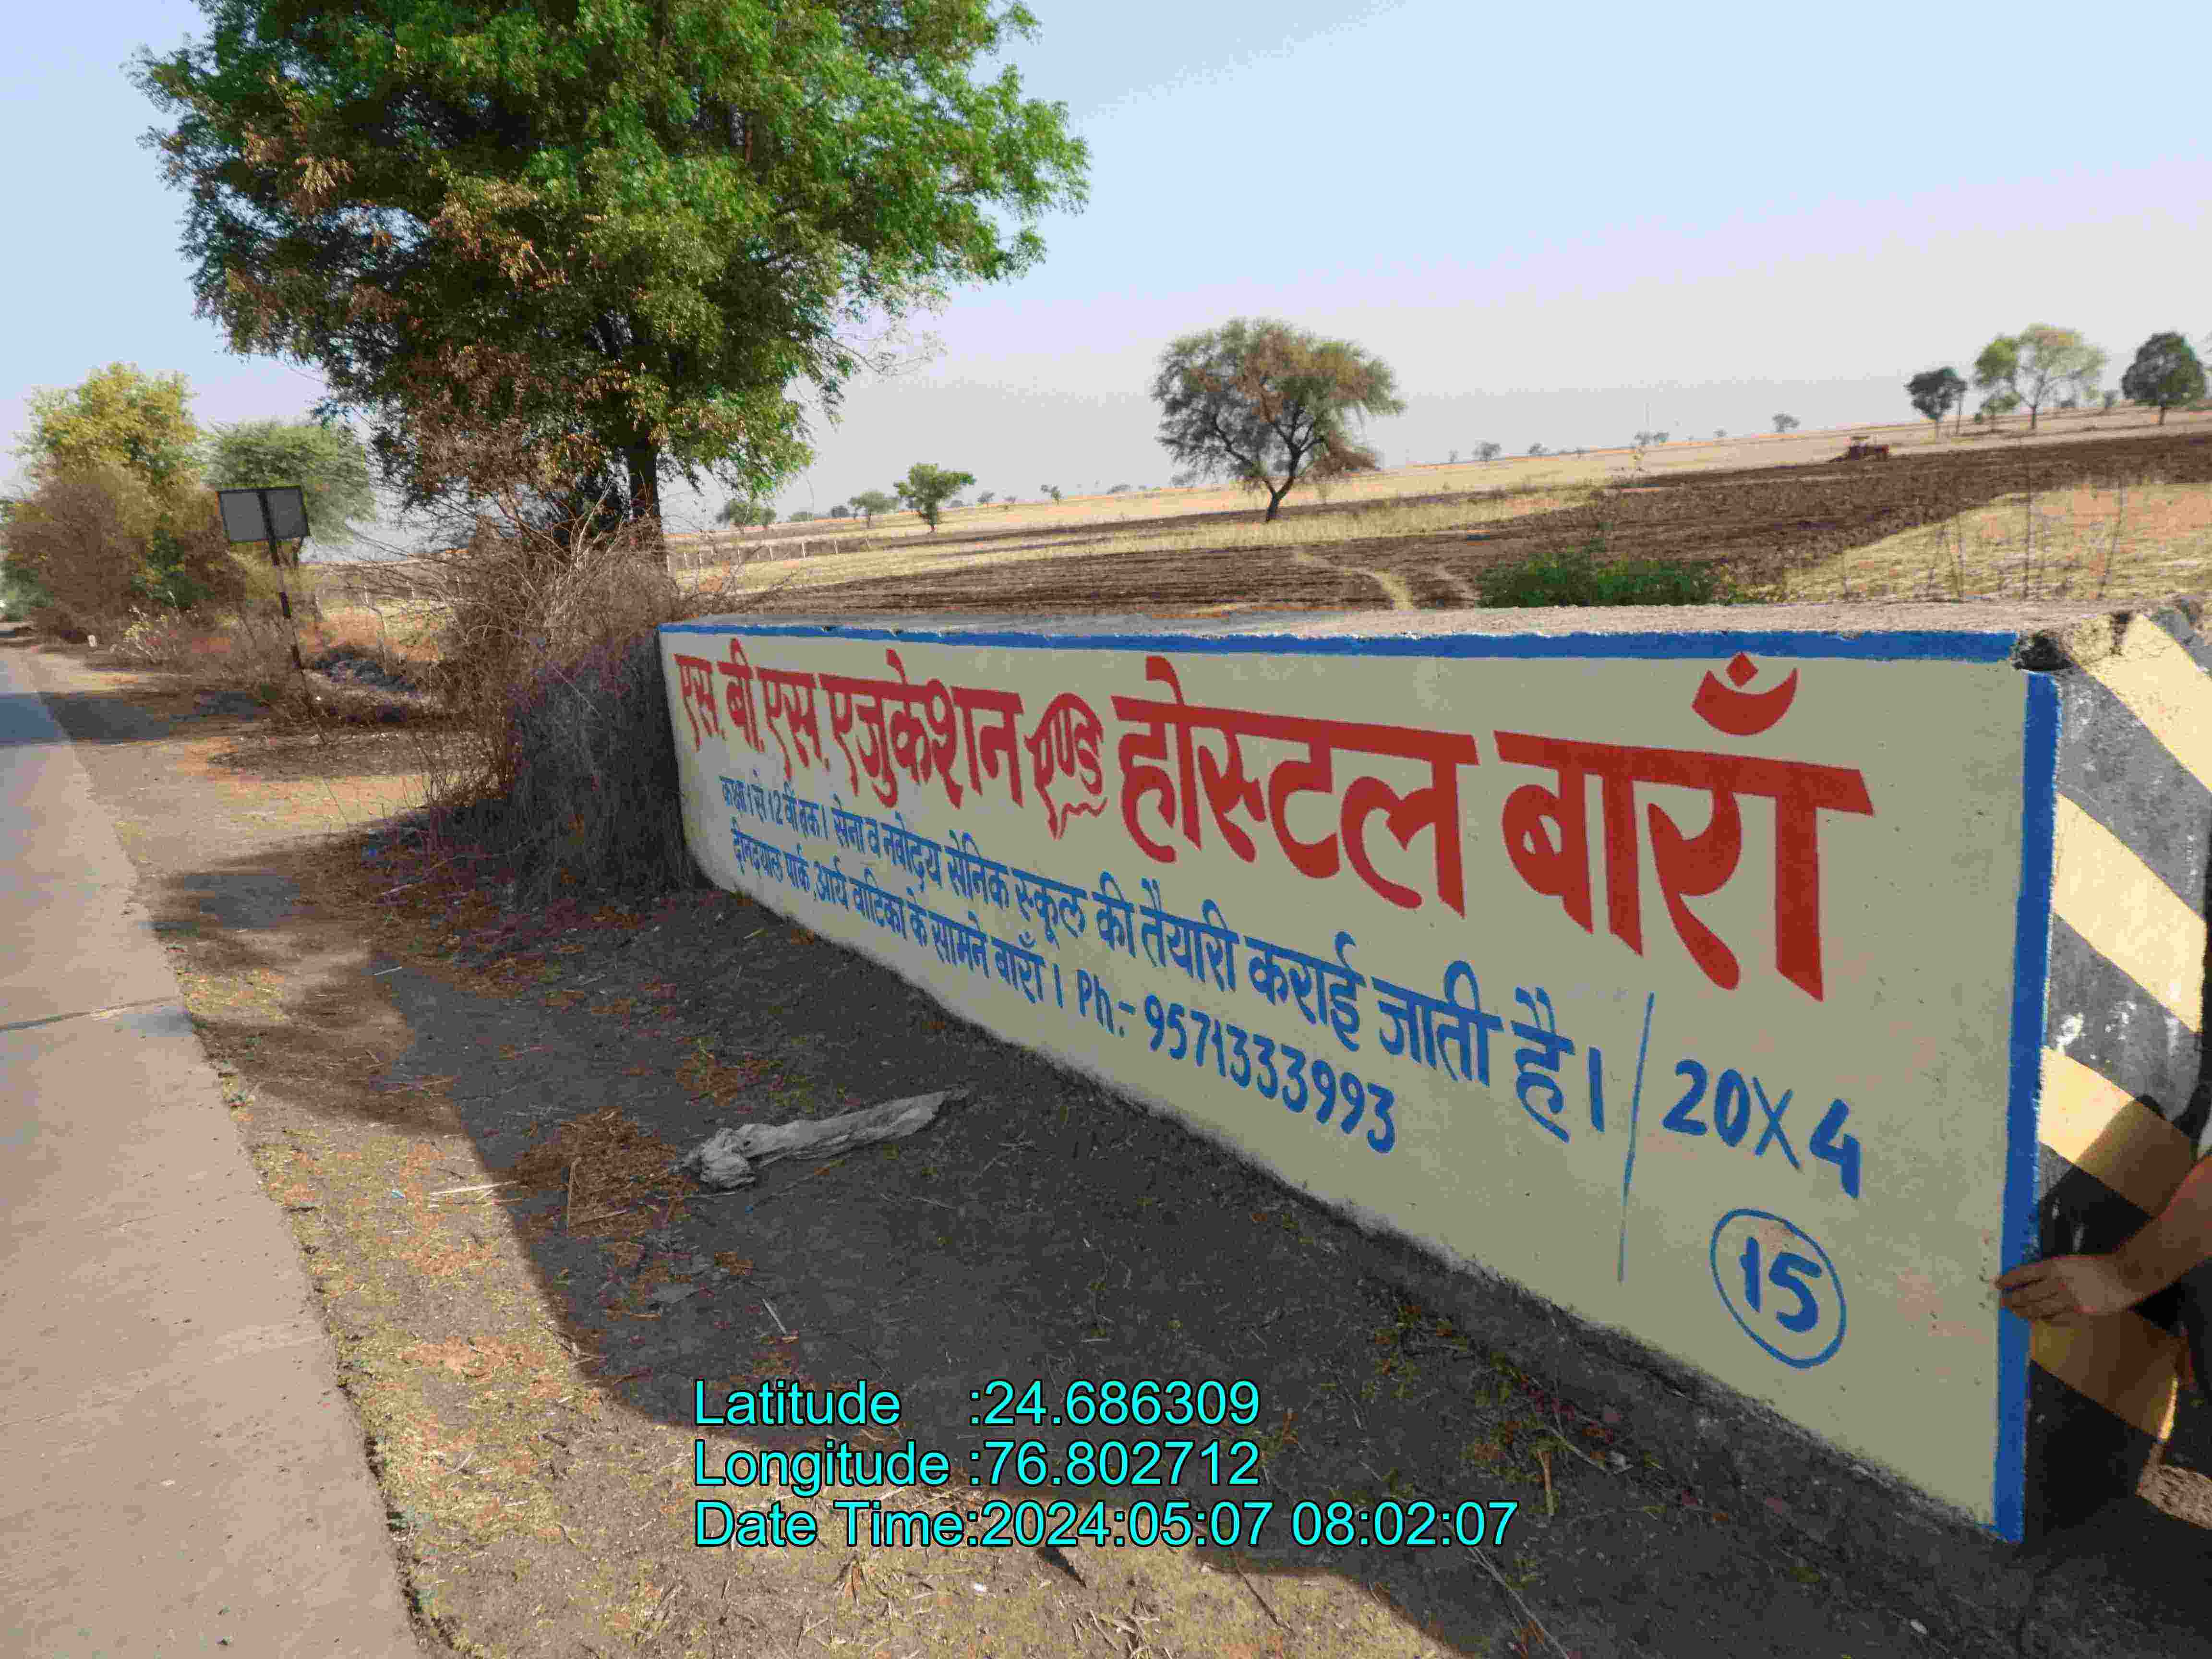 एस. बी. एस. एजुकेशन एण्ड होस्टल बाराँ
कक्षा 1 से 12 वीं तक। सेना व नवोदय सेनिक स्कूल की तैयारी कराई जाती है।
दीनदयाल पार्क, आर्य वाटिका के सामने बाराँ। Ph.- 9571333993
20X4
15
Latitude :24.686309
Longitude :76.802712
Date Time:2024:05:07 08:02:07